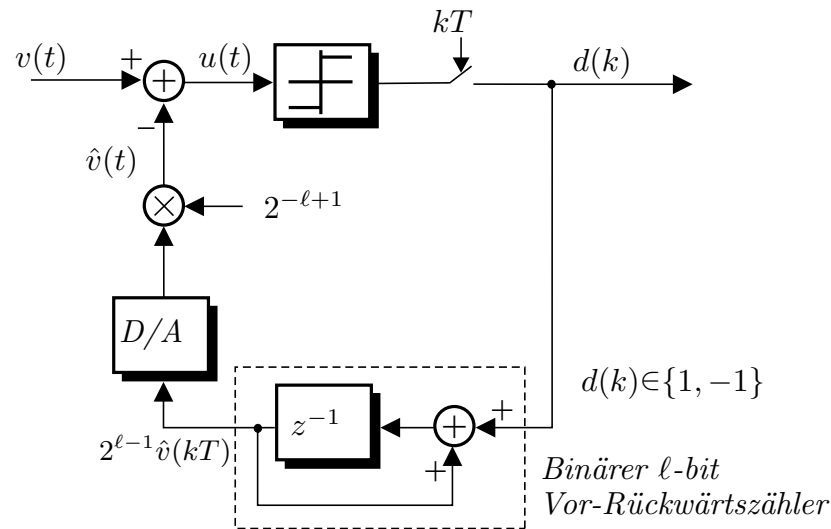 kT
v(t)
+
+
u(t)
d(k)
−
v̂(t)
×
2^{−ℓ+1}
D/A
d(k)∈{1, −1}
z^{−1}
+
+
+
2^{ℓ−1}v̂(kT)
Binärer ℓ-bit
Vor-Rückwärtszähler